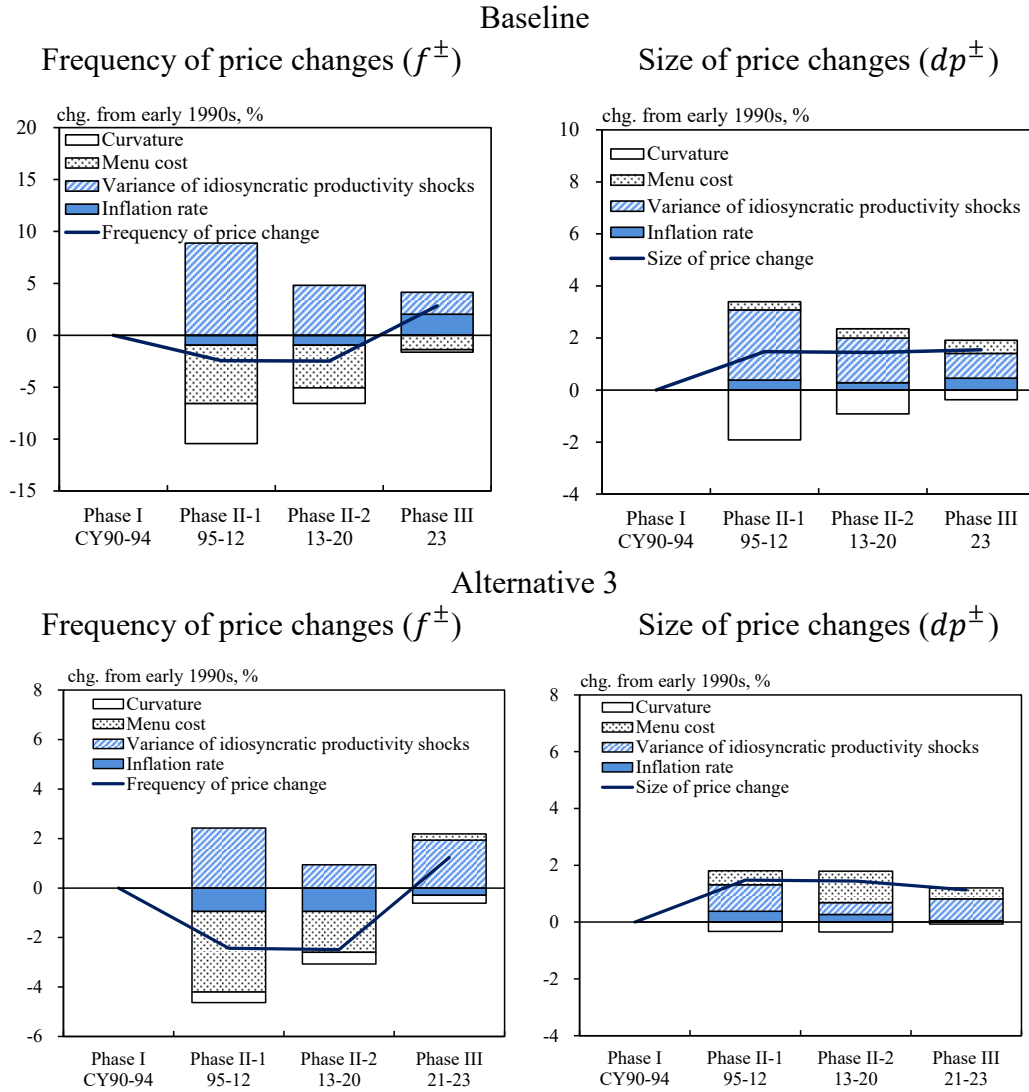 Baseline
Frequency of price changes (f±)
chg. from early 1990s, %
20
15
10
5
0
-5
-10
-15
Curvature
Menu cost
Variance of idiosyncratic productivity shocks
Inflation rate
Frequency of price change
Phase I Phase II-1 Phase II-2 Phase III
CY90-94 95-12 13-20 23
Size of price changes (dp±)
chg. from early 1990s, %
10
8
6
4
2
0
-2
-4
Curvature
Menu cost
Variance of idiosyncratic productivity shocks
Inflation rate
Size of price change
Phase I Phase II-1 Phase II-2 Phase III
CY90-94 95-12 13-20 23
Alternative 3
Frequency of price changes (f±)
chg. from early 1990s, %
8
6
4
2
0
-2
-4
-6
Curvature
Menu cost
Variance of idiosyncratic productivity shocks
Inflation rate
Frequency of price change
Phase I Phase II-1 Phase II-2 Phase III
CY90-94 95-12 13-20 21-23
Size of price changes (dp±)
chg. from early 1990s, %
8
6
4
2
0
-2
-4
Curvature
Menu cost
Variance of idiosyncratic productivity shocks
Inflation rate
Size of price change
Phase I Phase II-1 Phase II-2 Phase III
CY90-94 95-12 13-20 21-23